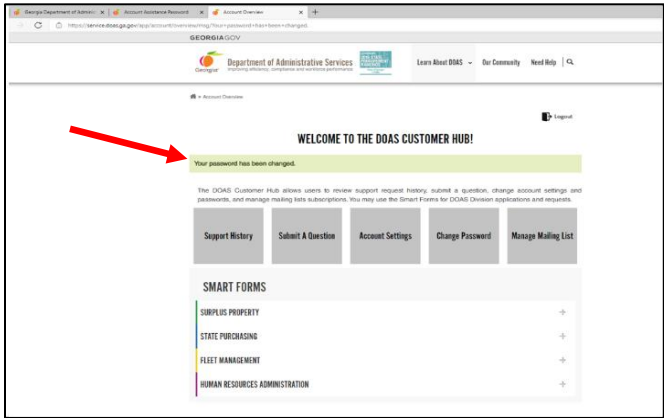 Georgia Department of Administr
Account Assistance Password
Account Overview
https://service.doas.ga.gov/app/account/overview/msg/Your+password+has+been+changed.
GEORGIAGOV
Georgia
Department of Administrative Services
improving efficiency, compliance and workforce performance
Learn About DOAS
Our Community
Need Help
» Account Overview
Logout
WELCOME TO THE DOAS CUSTOMER HUB!
Your password has been changed.
The DOAS Customer Hub allows users to review support request history, submit a question, change account settings and
passwords, and manage mailing lists subscriptions. You may use the Smart Forms for DOAS Division applications and requests.
Support History
Submit A Question
Account Settings
Change Password
Manage Mailing List
SMART FORMS
SURPLUS PROPERTY
STATE PURCHASING
FLEET MANAGEMENT
HUMAN RESOURCES ADMINISTRATION